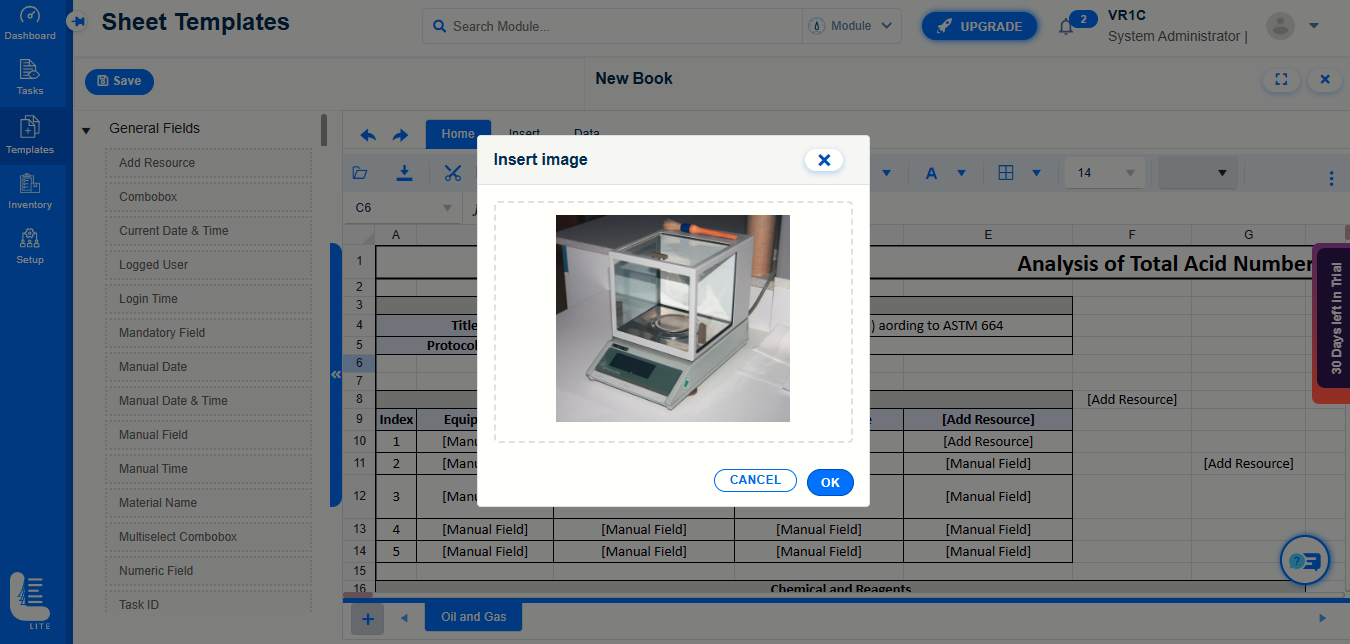 Sheet Templates
Search Module...
Module
UPGRADE
2
VR1C
System Administrator |
Dashboard
Tasks
Templates
Inventory
Setup
LITE
Save
New Book
General Fields
Add Resource
Combobox
Current Date & Time
Logged User
Login Time
Mandatory Field
Manual Date
Manual Date & Time
Manual Field
Manual Time
Material Name
Multiselect Combobox
Numeric Field
Task ID
Home
Insert
Data
A
14
C6
A E F G
1 Analysis of Total Acid Number
2
3
4 Title ) aording to ASTM 664
5 Protocol
6
7
8 [Add Resource]
9 Index Equip e [Add Resource]
10 1 [Manu [Add Resource]
11 2 [Manu [Manual Field] [Add Resource]
12 3 [Manu [Manual Field]
13 4 [Manual Field] [Manual Field] [Manual Field] [Manual Field]
14 5 [Manual Field] [Manual Field] [Manual Field] [Manual Field]
15
16 Chemical and Reagents
Insert image
CANCEL
OK
30 Days left in Trial
Oil and Gas